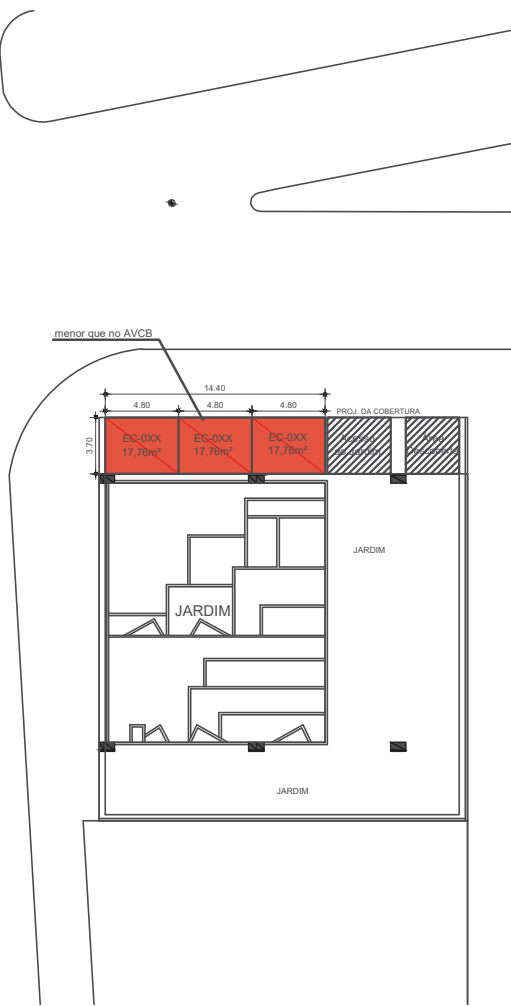 menor que no AVCB
14.40
4.80 4.80 4.80
PROJ. DA COBERTURA
3.70
EC-0XX EC-0XX EC-0XX
17,76m² 17,76m² 17,76m²
Acesso
ao Jardim
Área
Descoberta
JARDIM
JARDIM
JARDIM